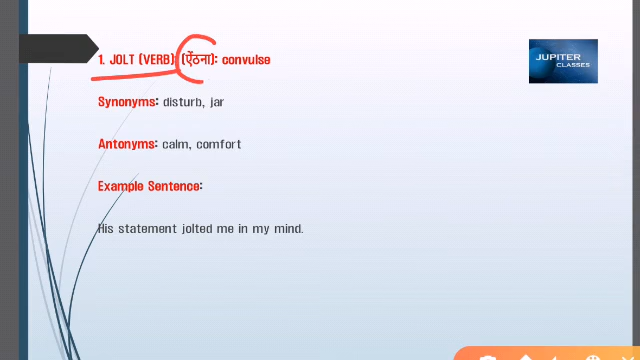 1. JOLT (VERB): (ऐंठना): convulse
JUPITER
CLASSES
Synonyms: disturb, jar
Antonyms: calm, comfort
Example Sentence:
His statement jolted me in my mind.